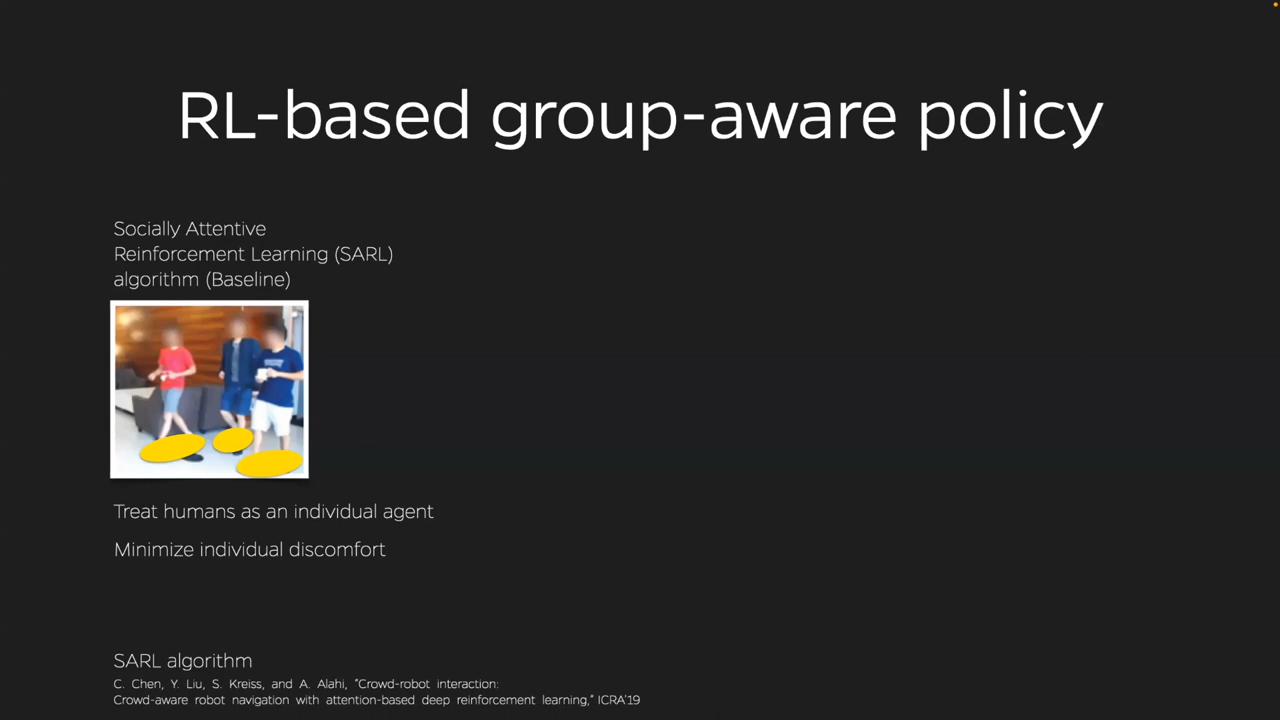 RL-based group-aware policy
Socially Attentive
Reinforcement Learning (SARL)
algorithm (Baseline)
Treat humans as an individual agent
Minimize individual discomfort
SARL algorithm
C. Chen, Y. Liu, S. Kreiss, and A. Alahi, “Crowd-robot interaction:
Crowd-aware robot navigation with attention-based deep reinforcement learning,” ICRA’19